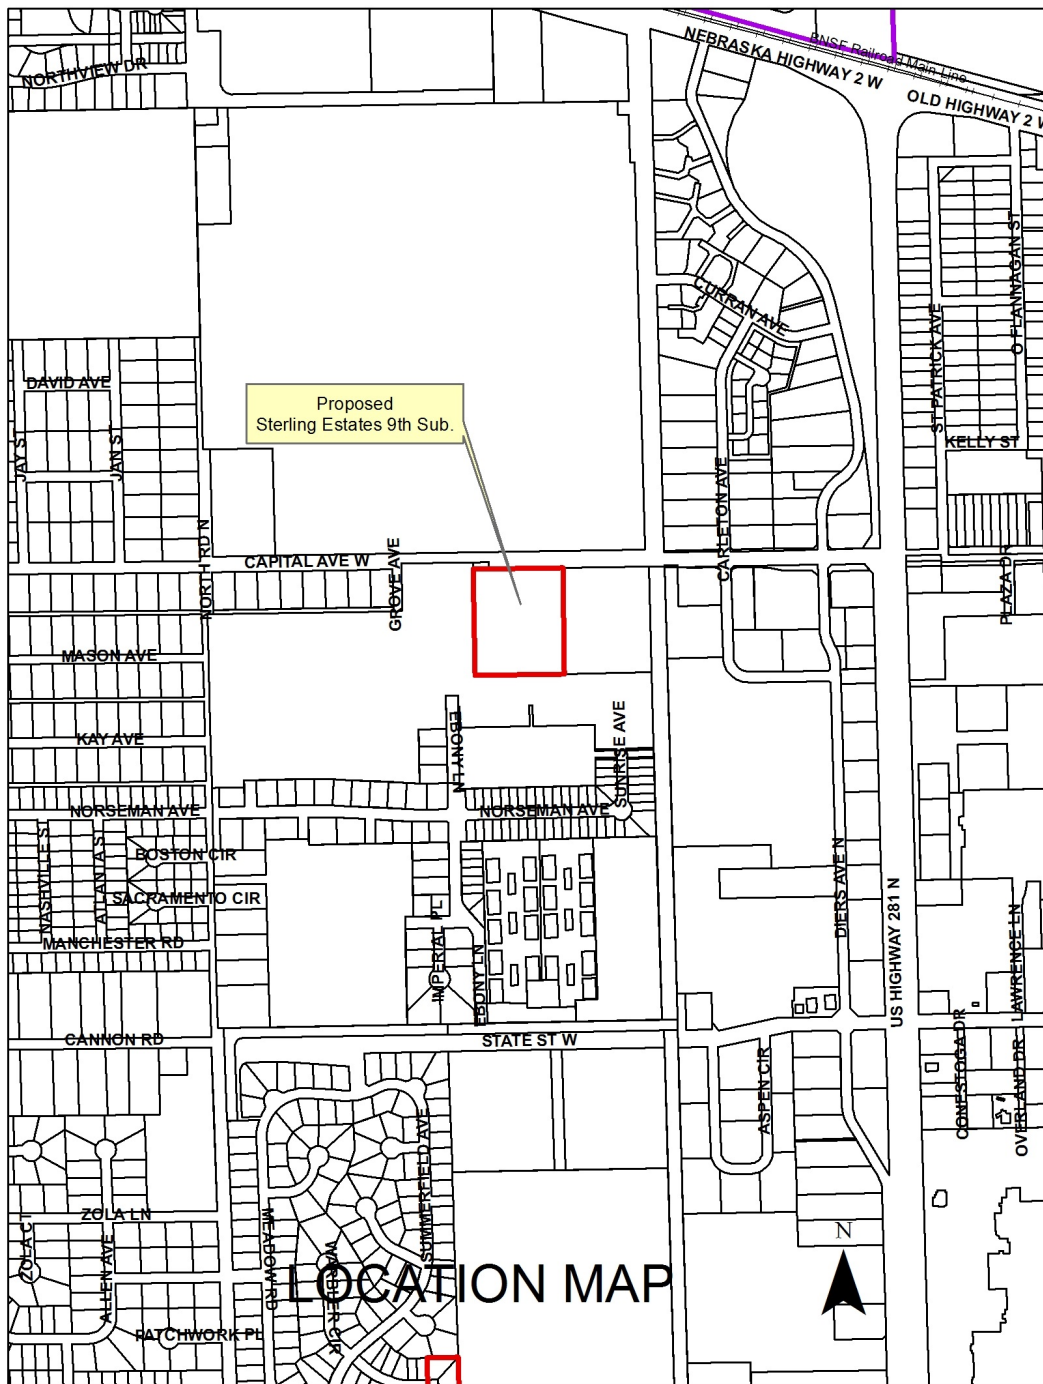 NORTHVIEW DR
NEBRASKA HIGHWAY 2 W
BNSF Railroad Main Line
OLD HIGHWAY 2 W
CURRAN AVE
ST PATRICK AVE
O FLANNAGAN ST
DAVID AVE
JAY ST
JAN ST
Proposed
Sterling Estates 9th Sub.
KELLY ST
CARLETON AVE
NORTH RD N
CAPITAL AVE W
GROVE AVE
PLAZA DR
MASON AVE
KAY AVE
EBONY LN
SUNRISE AVE
NORSEMAN AVE
NORSEMAN AVE
NASHVILLE S
ATLANTA S
BOSTON CIR
SACRAMENTO CIR
MANCHESTER RD
IMPERIAL PL
EBONY LN
DIERS AVE N
US HIGHWAY 281 N
LAWRENCE LN
CANNON RD
STATE ST W
ASPEN CIR
CONESTOGA DR
OVERLAND DR
SUMMERFIELD AVE
ZOLA LN
ZOLA CT
ALLEN AVE
MEADOW RD
WARBLER CIR
PATCHWORK PL
LOCATION MAP
N